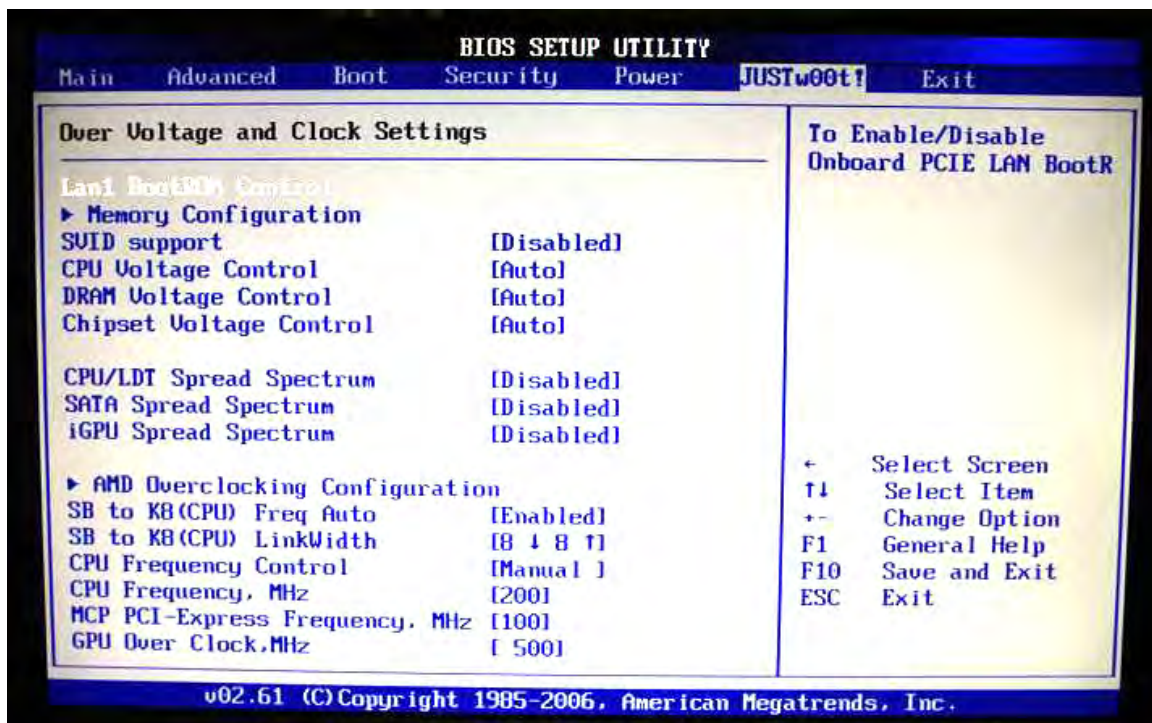 BIOS SETUP UTILITY
Main Advanced Boot Security Power JUSTw00t! Exit
Over Voltage and Clock Settings
Lan1 BootROM Control
▶ Memory Configuration
SVID support [Disabled]
CPU Voltage Control [Auto]
DRAM Voltage Control [Auto]
Chipset Voltage Control [Auto]
CPU/LDT Spread Spectrum [Disabled]
SATA Spread Spectrum [Disabled]
iGPU Spread Spectrum [Disabled]
▶ AMD Overclocking Configuration
SB to K8(CPU) Freq Auto [Enabled]
SB to K8(CPU) LinkWidth [8 ↓ 8 ↑]
CPU Frequency Control [Manual ]
CPU Frequency, MHz [200]
MCP PCI-Express Frequency, MHz [100]
GPU Over Clock,MHz [ 500]
To Enable/Disable
Onboard PCIE LAN BootR
← Select Screen
↑↓ Select Item
+- Change Option
F1 General Help
F10 Save and Exit
ESC Exit
v02.61 (C)Copyright 1985-2006, American Megatrends, Inc.